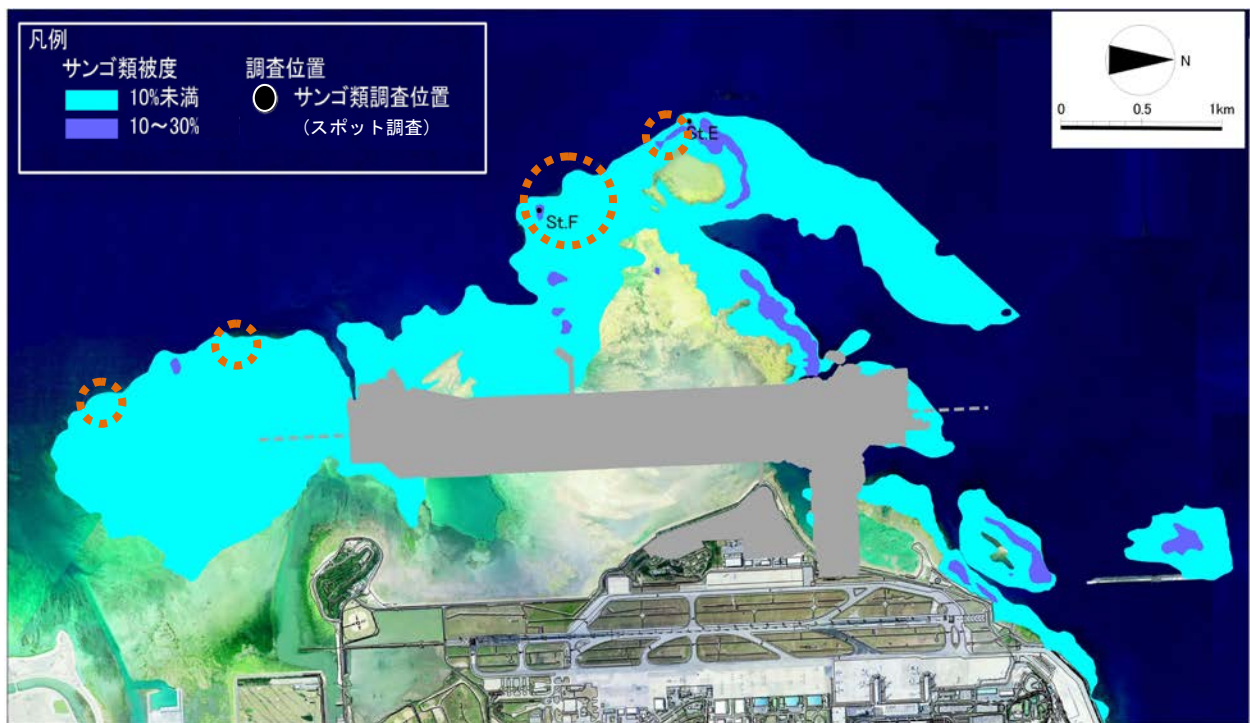 凡例
サンゴ類被度
調査位置
10%未満
サンゴ類調査位置
10～30%
（スポット調査）
N
0
0.5
1km
St.E
St.F